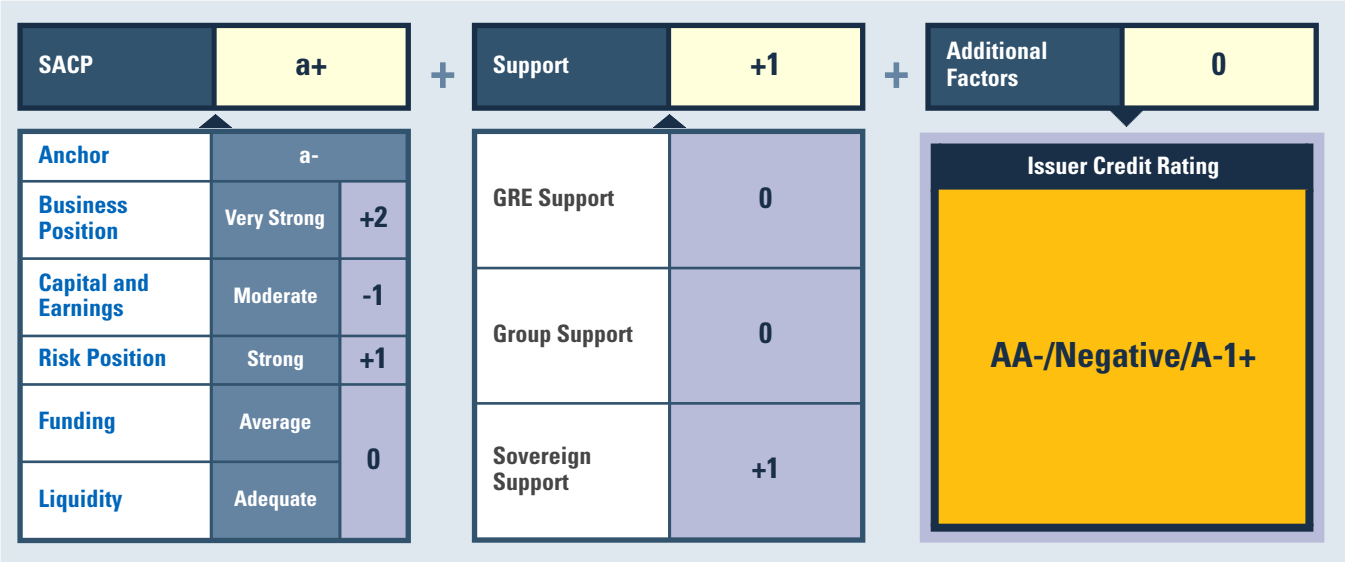 SACP
a+
+
Support
+1
+
Additional
Factors
0
Anchor
a-
Business
Position
Very Strong
+2
Capital and
Earnings
Moderate
-1
Risk Position
Strong
+1
Funding
Average
0
Liquidity
Adequate
GRE Support
0
Group Support
0
Sovereign
Support
+1
Issuer Credit Rating
AA-/Negative/A-1+